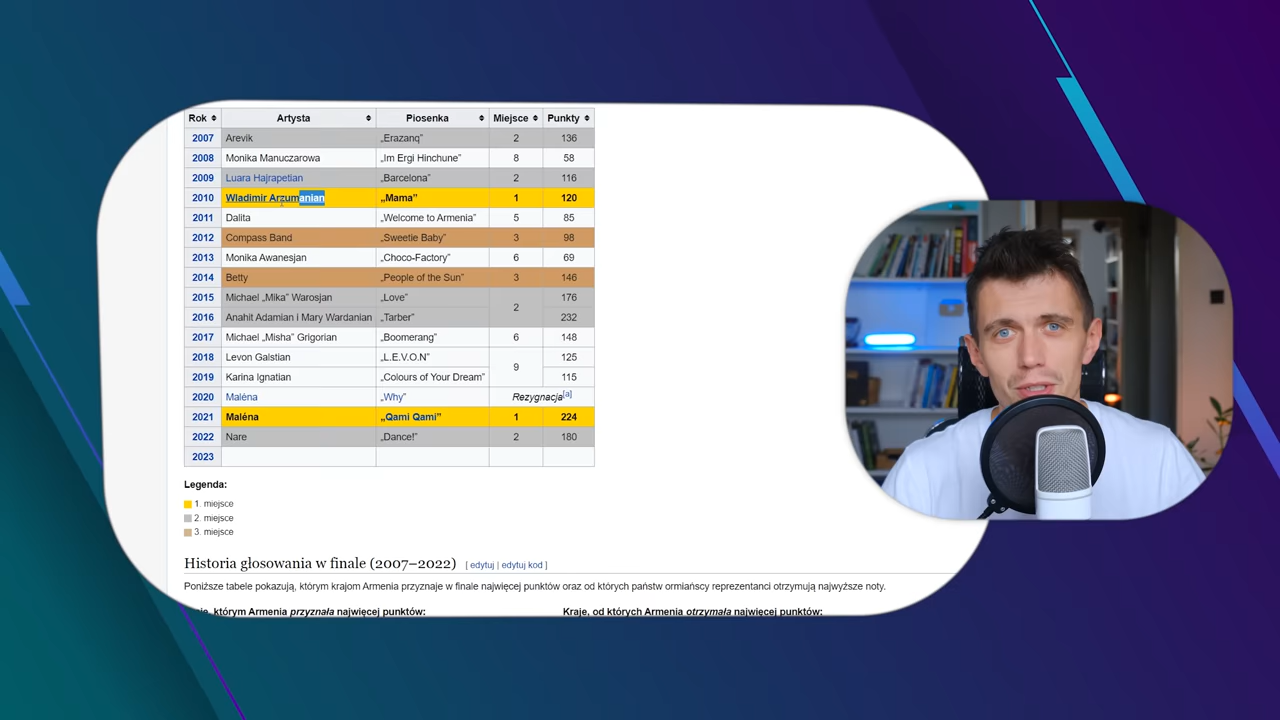 Rok Artysta Piosenka Miejsce Punkty
2007 Arevik „Erazanq” 2 136
2008 Monika Manuczarowa „Im Ergi Hinchune” 8 58
2009 Luara Hajrapetian „Barcelona” 2 116
2010 Wladimir Arzumanian „Mama” 1 120
2011 Dalita „Welcome to Armenia” 5 85
2012 Compass Band „Sweetie Baby” 3 98
2013 Monika Awanesjan „Choco-Factory” 6 69
2014 Betty „People of the Sun” 3 146
2015 Michael „Mika” Warosjan „Love” 2 176
2016 Anahit Adamian i Mary Wardanian „Tarber” 232
2017 Michael „Misha” Grigorian „Boomerang” 6 148
2018 Levon Galstian „L.E.V.O.N” 9 125
2019 Karina Ignatian „Colours of Your Dream” 115
2020 Maléna „Why” Rezygnacja[a]
2021 Maléna „Qami Qami” 1 224
2022 Nare „Dance!” 2 180
2023
Legenda:
1. miejsce
2. miejsce
3. miejsce
Historia głosowania w finale (2007–2022) [ edytuj | edytuj kod ]
Poniższe tabele pokazują, którym krajom Armenia przyznaje w finale najwięcej punktów oraz od których państw ormiańscy reprezentanci otrzymują najwyższe noty.
którym Armenia przyznała najwięcej punktów: Kraje, od których Armenia otrzymała najwięcej punktów: